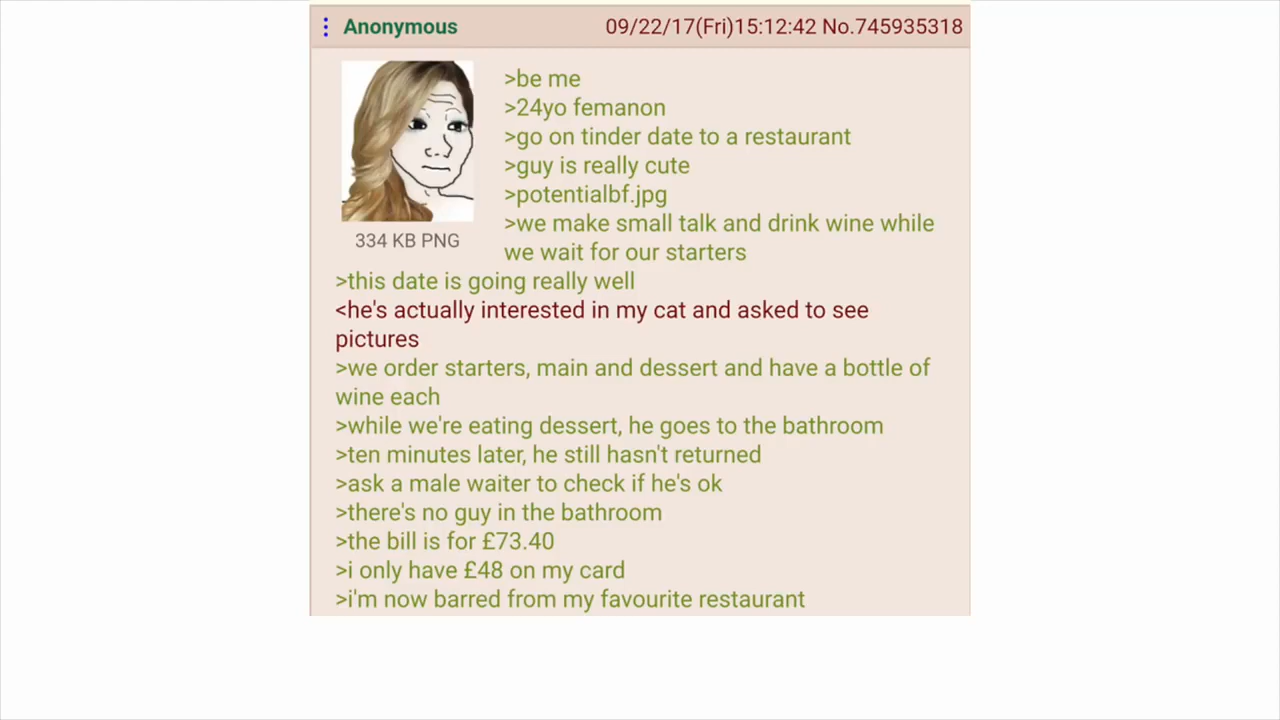 Anonymous 09/22/17(Fri)15:12:42 No.745935318
>be me
>24yo femanon
>go on tinder date to a restaurant
>guy is really cute
>potentialbf.jpg
>we make small talk and drink wine while
we wait for our starters
334 KB PNG
>this date is going really well
<he's actually interested in my cat and asked to see
pictures
>we order starters, main and dessert and have a bottle of
wine each
>while we're eating dessert, he goes to the bathroom
>ten minutes later, he still hasn't returned
>ask a male waiter to check if he's ok
>there's no guy in the bathroom
>the bill is for £73.40
>i only have £48 on my card
>i'm now barred from my favourite restaurant